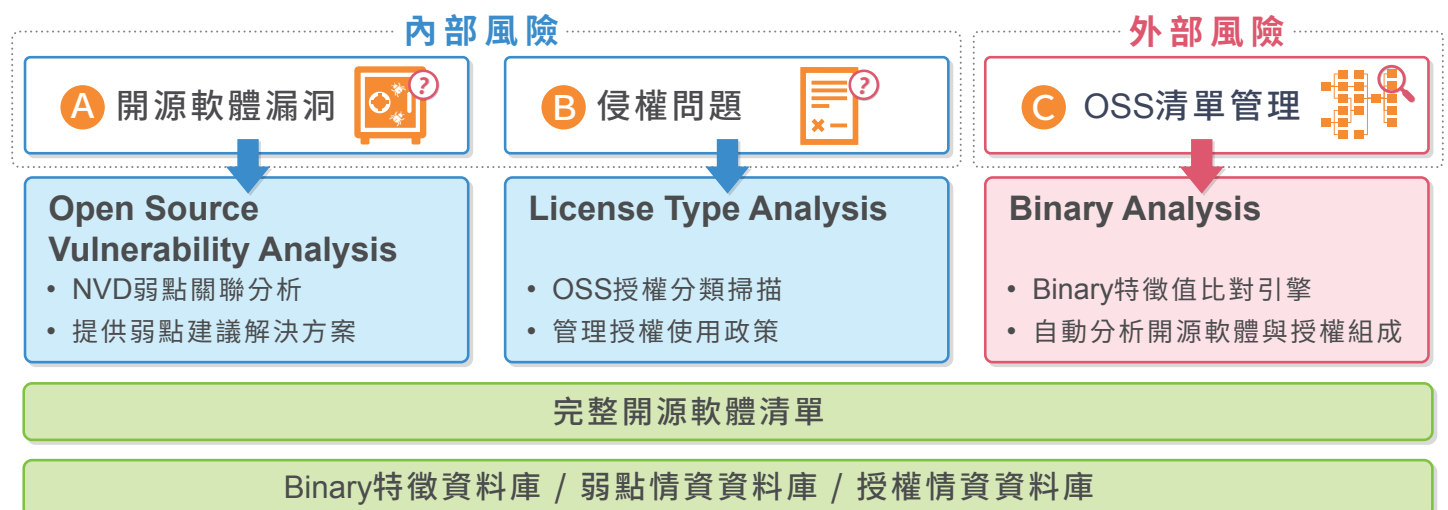 內部風險
外部風險
A 開源軟體漏洞 ?
B 侵權問題 ?
C OSS清單管理
Open Source
Vulnerability Analysis
• NVD弱點關聯分析
• 提供弱點建議解決方案
License Type Analysis
• OSS授權分類掃描
• 管理授權使用政策
Binary Analysis
• Binary特徵值比對引擎
• 自動分析開源軟體與授權組成
完整開源軟體清單
Binary特徵資料庫 / 弱點情資資料庫 / 授權情資資料庫